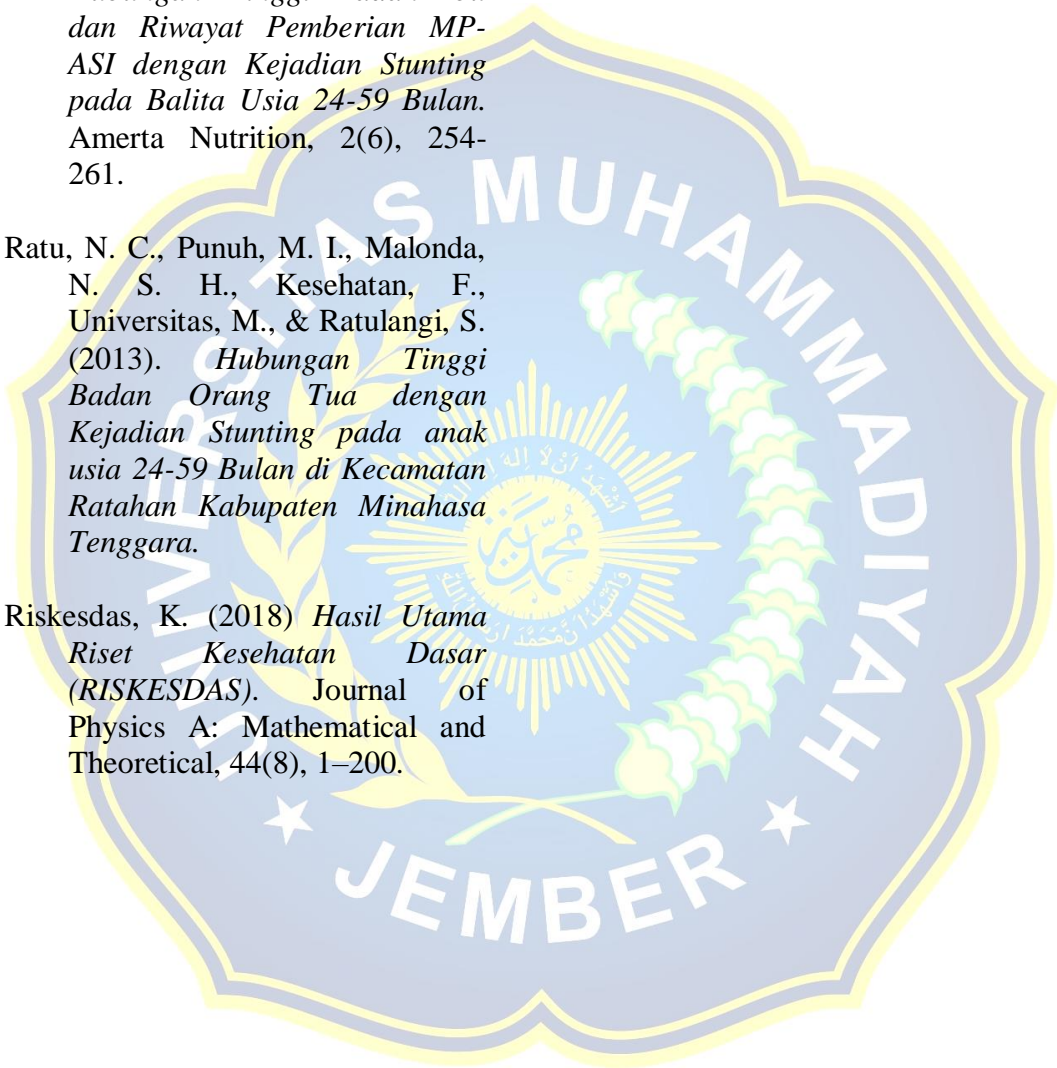 dan Riwayat Pemberian MP-
ASI dengan Kejadian Stunting
pada Balita Usia 24-59 Bulan.
Amerta Nutrition, 2(6), 254-
261.
Ratu, N. C., Punuh, M. I., Malonda,
N. S. H., Kesehatan, F.,
Universitas, M., & Ratulangi, S.
(2013). Hubungan Tinggi
Badan Orang Tua dengan
Kejadian Stunting pada anak
usia 24-59 Bulan di Kecamatan
Ratahan Kabupaten Minahasa
Tenggara.
Riskesdas, K. (2018) Hasil Utama
Riset Kesehatan Dasar
(RISKESDAS). Journal of
Physics A: Mathematical and
Theoretical, 44(8), 1–200.
UNIVERSITAS MUHAMMADIYAH
JEMBER